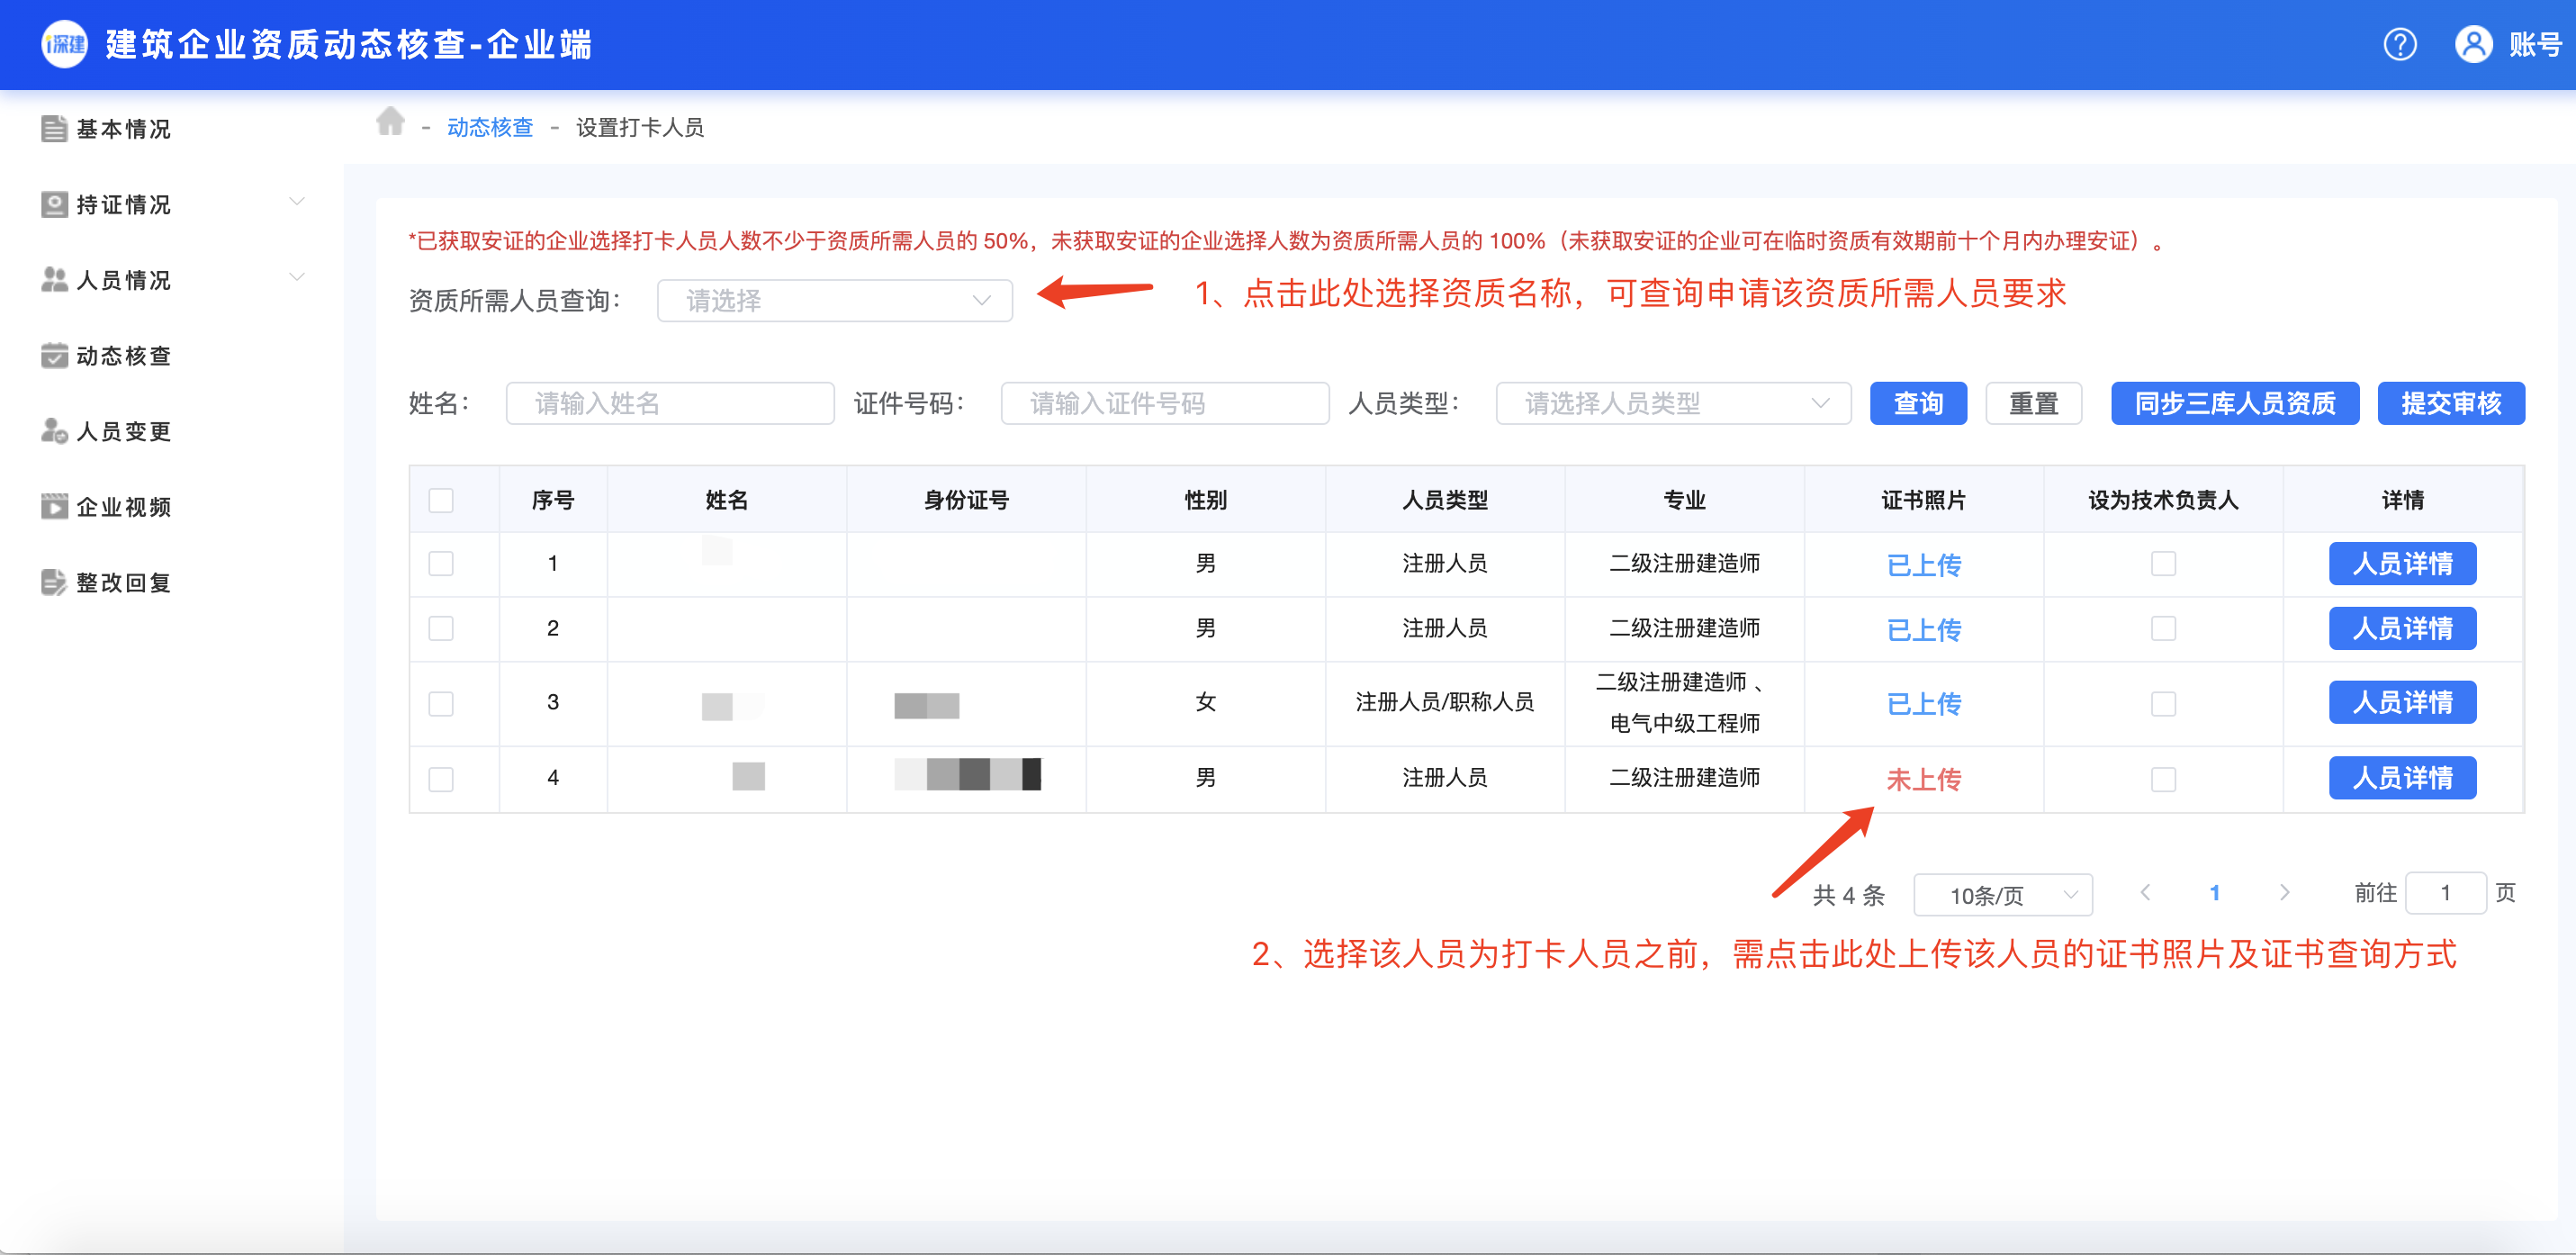 i深建 建筑企业资质动态核查-企业端 账号
基本情况
持证情况
人员情况
动态核查
人员变更
企业视频
整改回复
- 动态核查 - 设置打卡人员
*已获取安证的企业选择打卡人员人数不少于资质所需人员的 50%，未获取安证的企业选择人数为资质所需人员的 100%（未获取安证的企业可在临时资质有效期前十个月内办理安证）。
资质所需人员查询： 请选择
1、点击此处选择资质名称，可查询申请该资质所需人员要求
姓名： 请输入姓名 证件号码： 请输入证件号码 人员类型： 请选择人员类型 查询 重置 同步三库人员资质 提交审核
序号 姓名 身份证号 性别 人员类型 专业 证书照片 设为技术负责人 详情
1 男 注册人员 二级注册建造师 已上传 人员详情
2 男 注册人员 二级注册建造师 已上传 人员详情
3 女 注册人员/职称人员 二级注册建造师 、 已上传 人员详情
电气中级工程师
4 男 注册人员 二级注册建造师 未上传 人员详情
共 4 条 10条/页 1 前往 1 页
2、选择该人员为打卡人员之前，需点击此处上传该人员的证书照片及证书查询方式